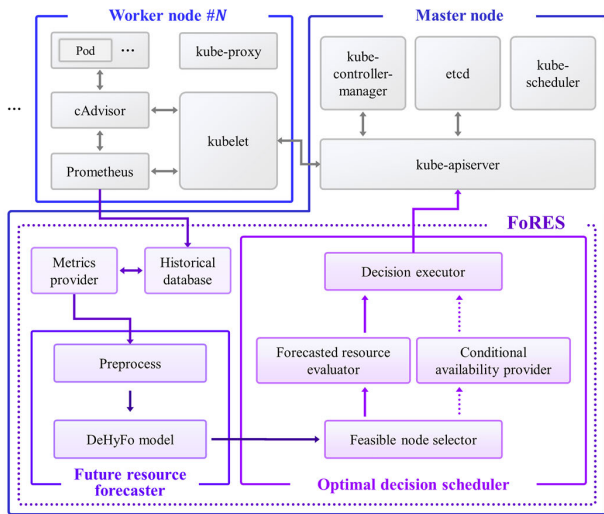 Worker node #N
Master node
Pod
...
kube-proxy
kube-
controller-
manager
etcd
kube-
scheduler
...
cAdvisor
kubelet
Prometheus
kube-apiserver
FoRES
Metrics
provider
Historical
database
Decision executor
Preprocess
Forecasted resource
evaluator
Conditional
availability provider
DeHyFo model
Feasible node selector
Future resource
forecaster
Optimal decision scheduler